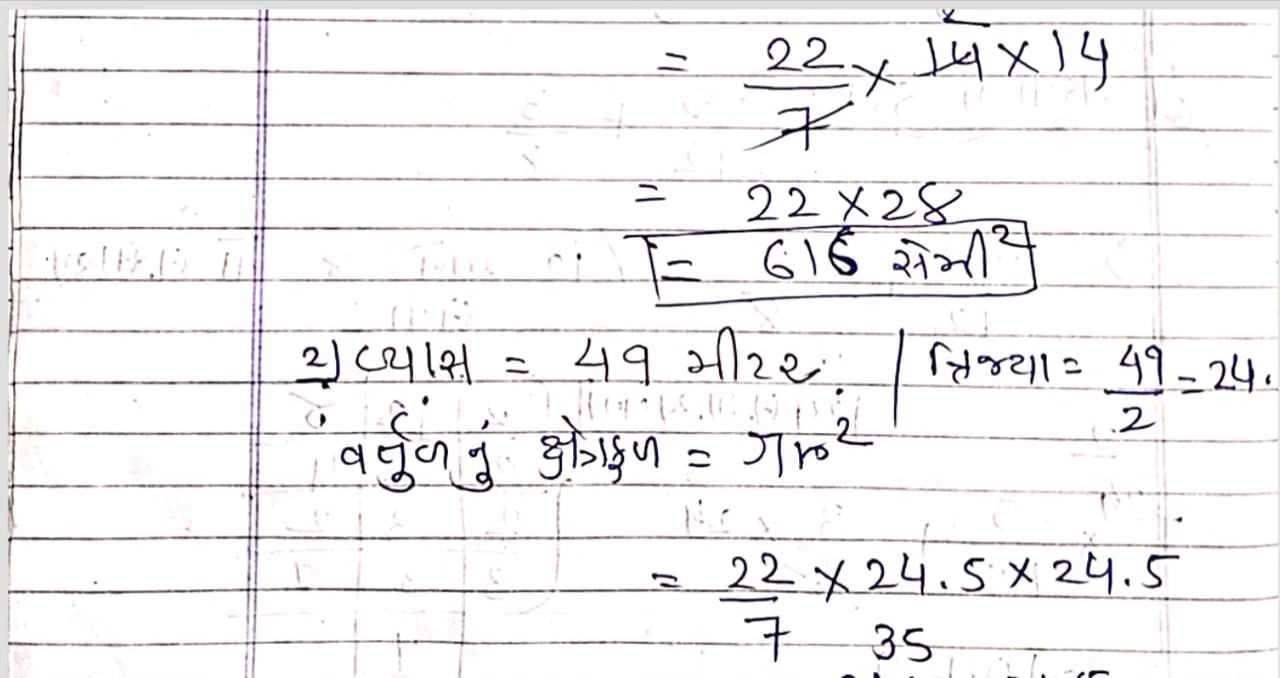 = 22/7 × 14 × 14
= 22 × 28
= 616 સેમી²
2) વ્યાસ = 49 મીટર. | ત્રિજ્યા = 49/2 = 24.
વર્તુળનું ક્ષેત્રફળ = πr²
= 22/7 × 24.5 × 24.5
35